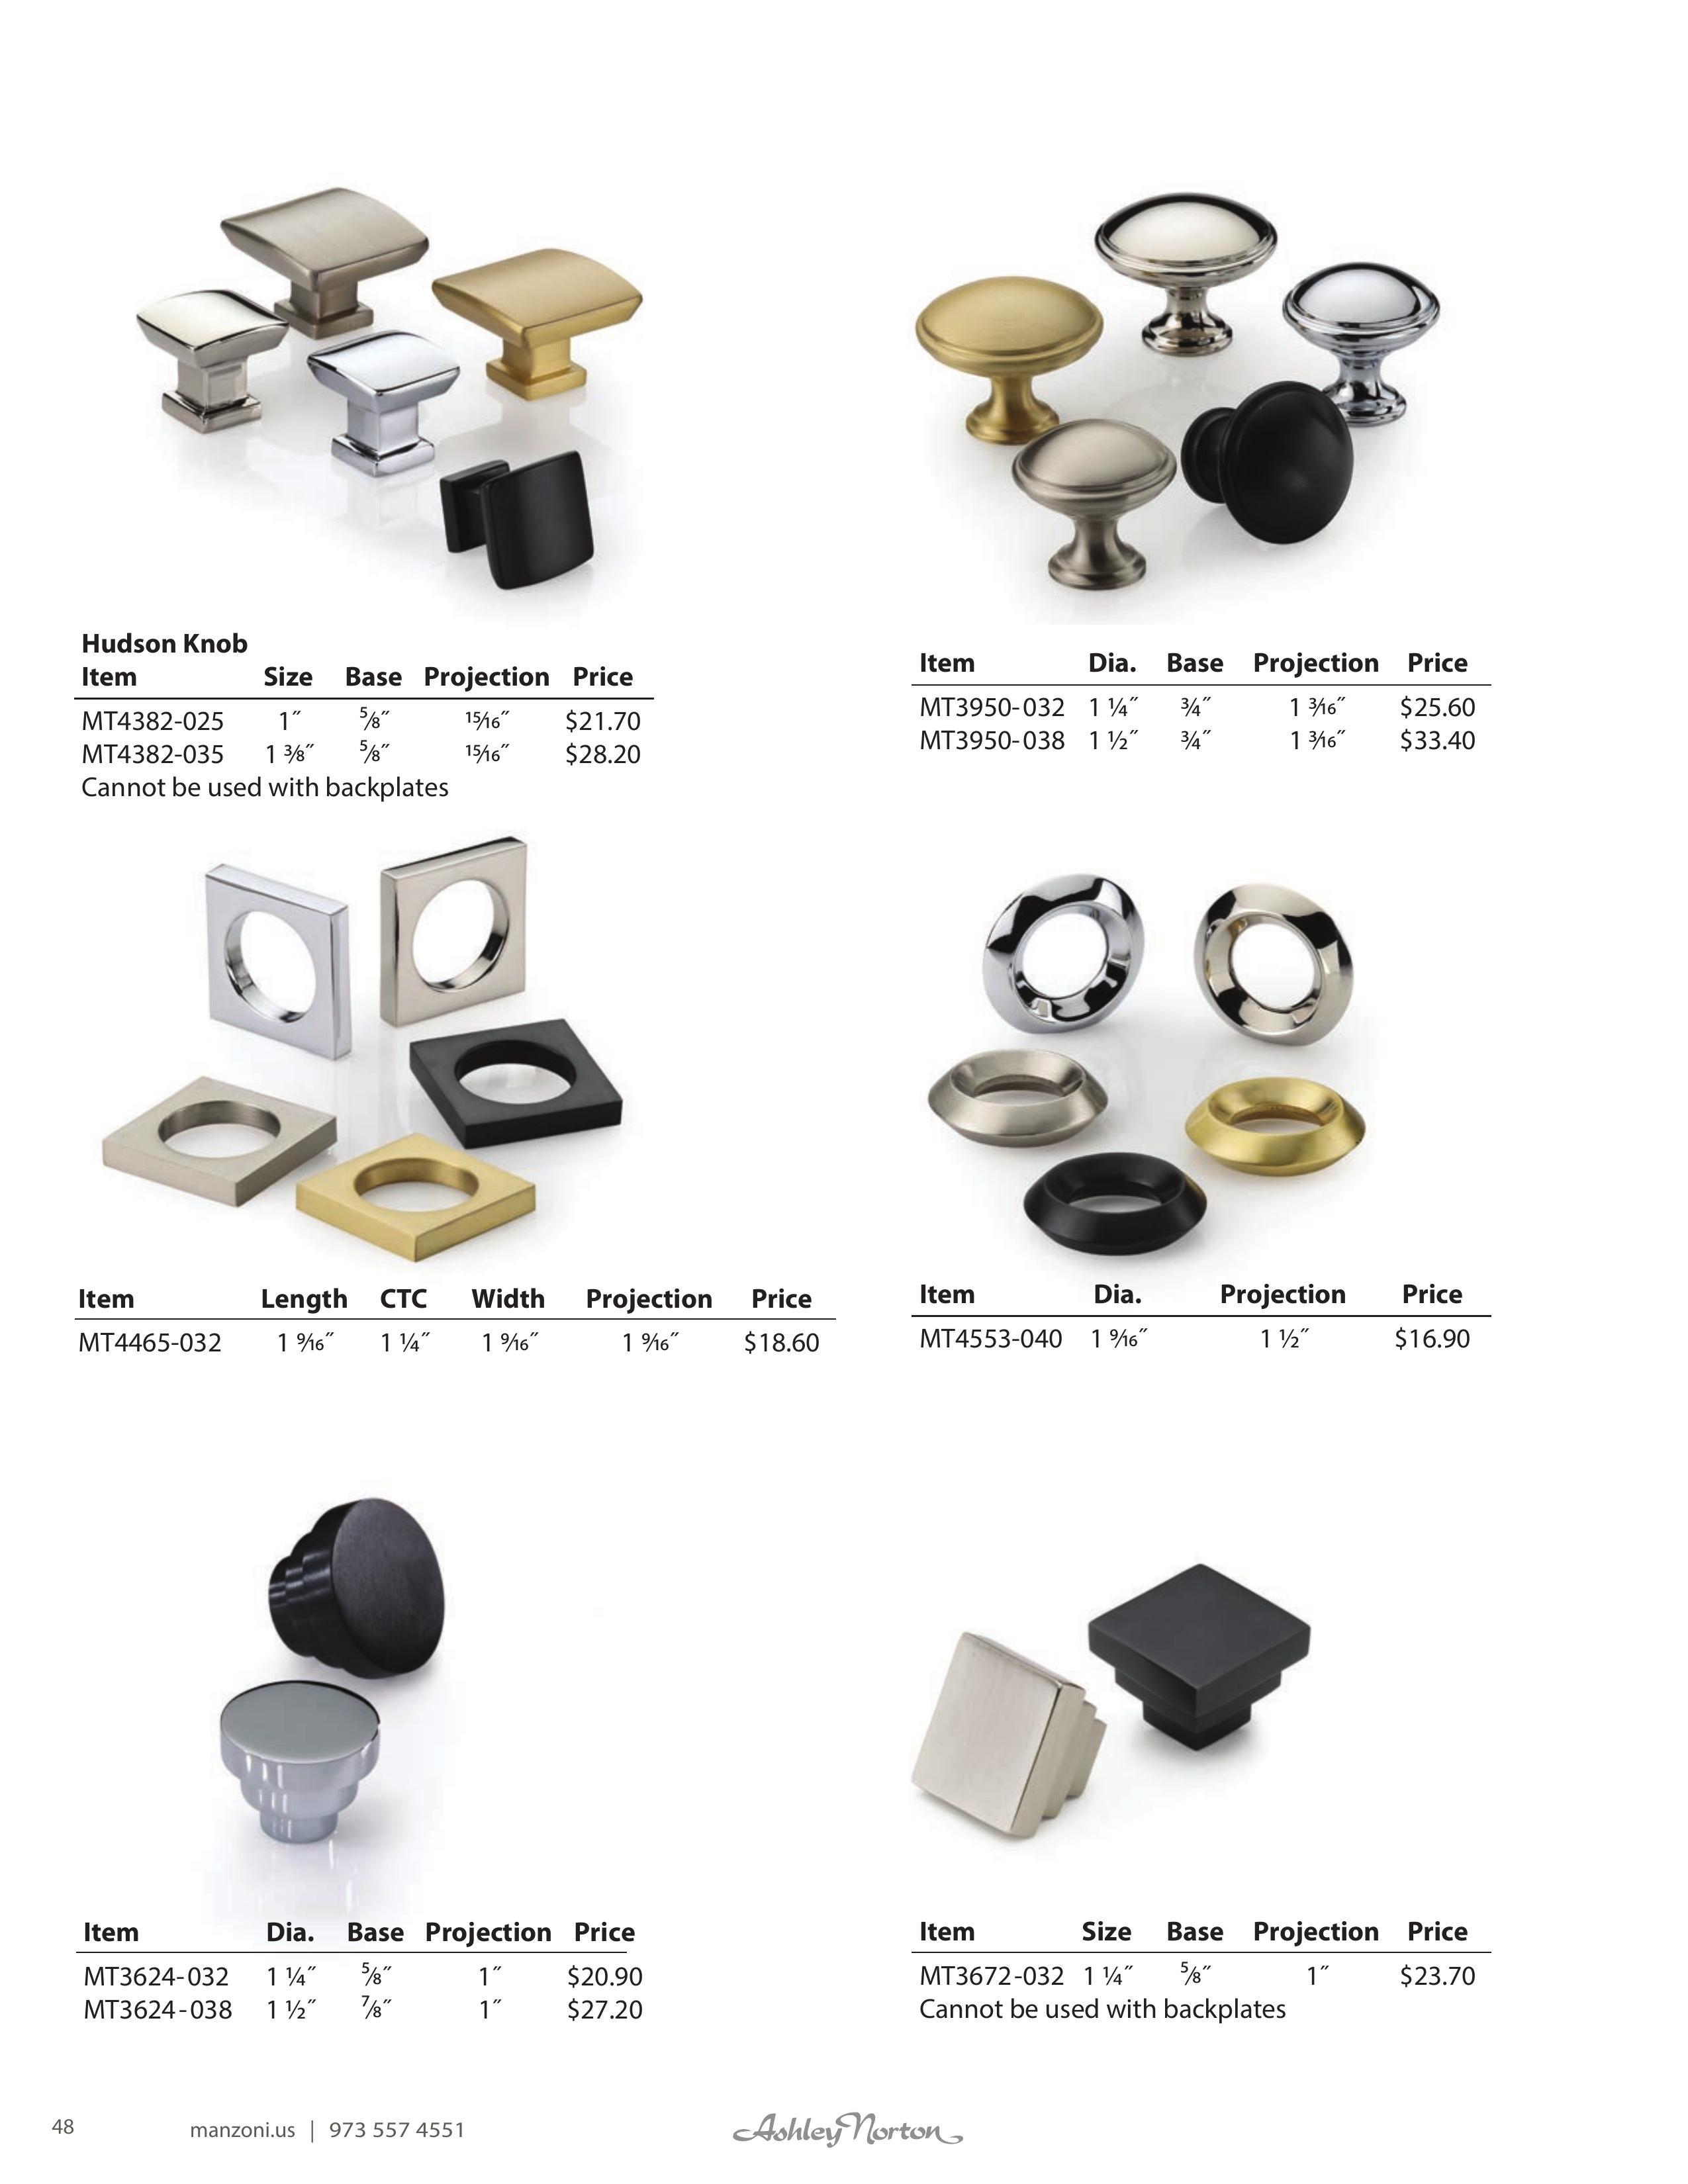 Hudson Knob
Item Size Base Projection Price
MT4382-025 1″ ⅝″ 15⁄16″ $21.70
MT4382-035 1 ⅜″ ⅝″ 15⁄16″ $28.20
Cannot be used with backplates
Item Dia. Base Projection Price
MT3950-032 1 ¼″ ¾″ 1 3⁄16″ $25.60
MT3950-038 1 ½″ ¾″ 1 3⁄16″ $33.40
Item Length CTC Width Projection Price
MT4465-032 1 9⁄16″ 1 ¼″ 1 9⁄16″ 1 9⁄16″ $18.60
Item Dia. Projection Price
MT4553-040 1 9⁄16″ 1 ½″ $16.90
Item Dia. Base Projection Price
MT3624-032 1 ¼″ ⅝″ 1″ $20.90
MT3624-038 1 ½″ ⅞″ 1″ $27.20
Item Size Base Projection Price
MT3672-032 1 ¼″ ⅝″ 1″ $23.70
Cannot be used with backplates
48 manzoni.us | 973 557 4551 Ashley Norton